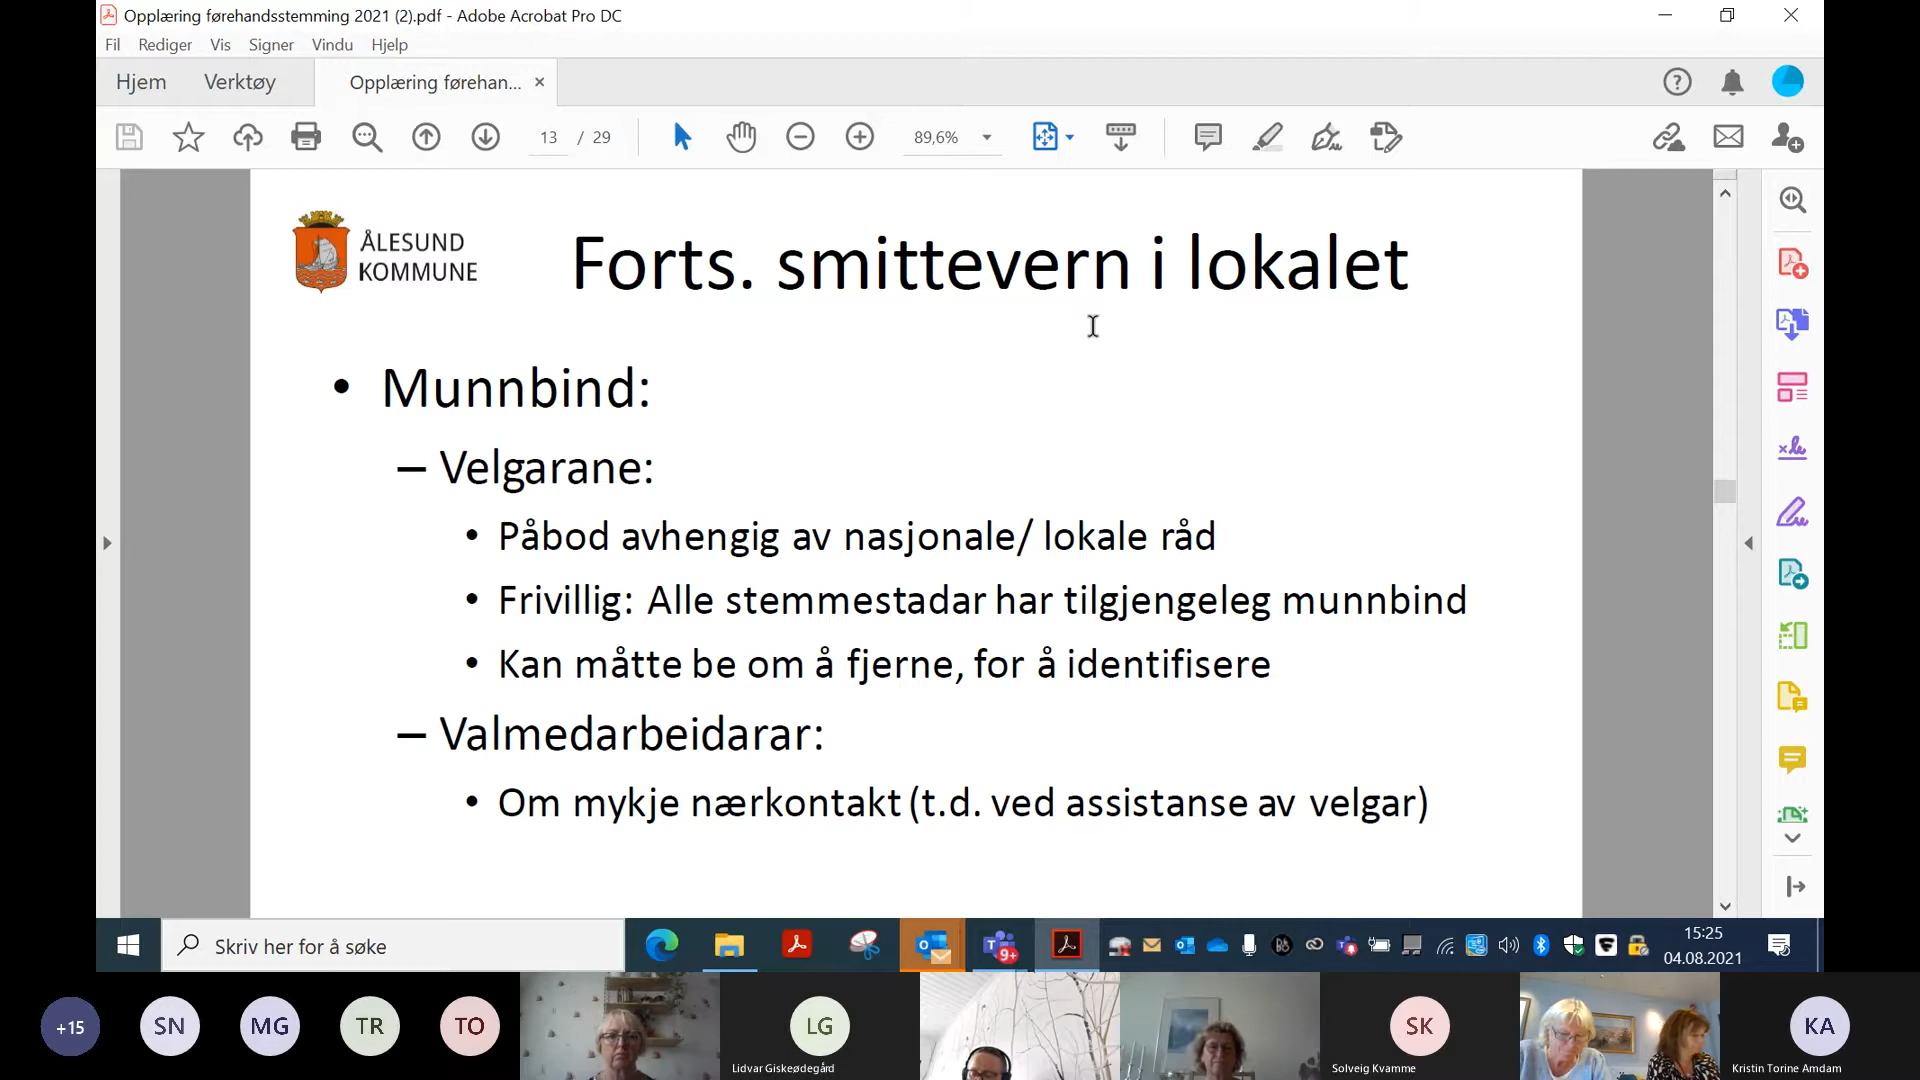 Opplæring førehandsstemming 2021 (2).pdf - Adobe Acrobat Pro DC
Fil Rediger Vis Signer Vindu Hjelp
Hjem Verktøy Opplæring førehan... ×
13 / 29 89,6%
ÅLESUND
KOMMUNE
Forts. smittevern i lokalet
• Munnbind:
– Velgarane:
• Påbod avhengig av nasjonale/ lokale råd
• Frivillig: Alle stemmestadar har tilgjengeleg munnbind
• Kan måtte be om å fjerne, for å identifisere
– Valmedarbeidarar:
• Om mykje nærkontakt (t.d. ved assistanse av velgar)
Skriv her for å søke
9+
15:25
04.08.2021
+15 SN MG TR TO LG SK KA
Lidvar Giskeødegård Solveig Kvamme Kristin Torine Amdam